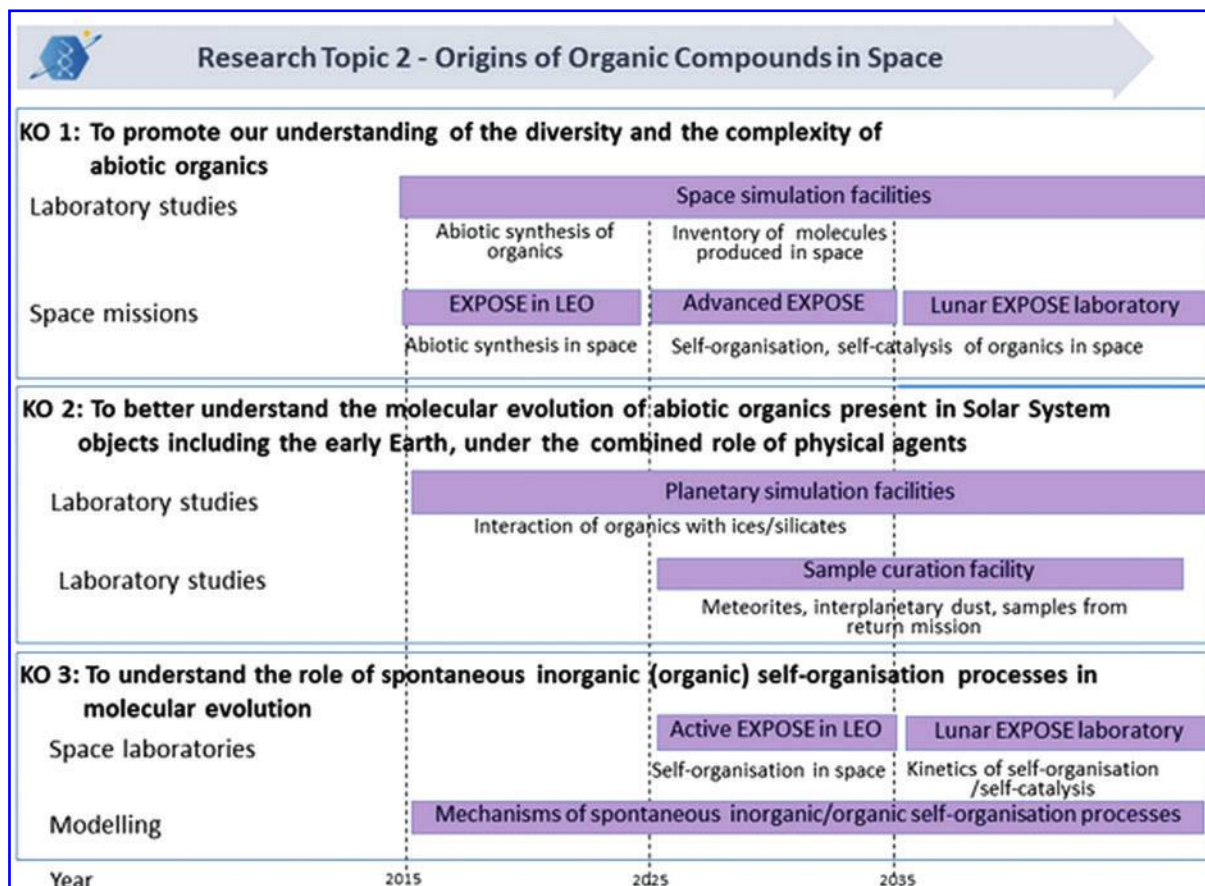 Research Topic 2 - Origins of Organic Compounds in Space
KO 1: To promote our understanding of the diversity and the complexity of
abiotic organics
Laboratory studies
Space simulation facilities
Abiotic synthesis of
organics
Inventory of molecules
produced in space
Space missions
EXPOSE in LEO
Advanced EXPOSE
Lunar EXPOSE laboratory
Abiotic synthesis in space
Self-organisation, self-catalysis of organics in space
KO 2: To better understand the molecular evolution of abiotic organics present in Solar System
objects including the early Earth, under the combined role of physical agents
Laboratory studies
Planetary simulation facilities
Interaction of organics with ices/silicates
Laboratory studies
Sample curation facility
Meteorites, interplanetary dust, samples from
return mission
KO 3: To understand the role of spontaneous inorganic (organic) self-organisation processes in
molecular evolution
Space laboratories
Active EXPOSE in LEO
Lunar EXPOSE laboratory
Self-organisation in space
Kinetics of self-organisation
/self-catalysis
Modelling
Mechanisms of spontaneous inorganic/organic self-organisation processes
Year
2015
2025
2035